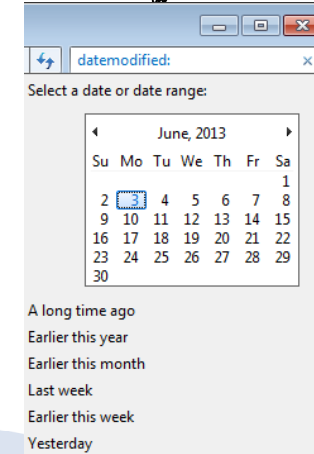 datemodified:
Select a date or date range:
June, 2013
Su Mo Tu We Th Fr Sa
1
2 3 4 5 6 7 8
9 10 11 12 13 14 15
16 17 18 19 20 21 22
23 24 25 26 27 28 29
30
A long time ago
Earlier this year
Earlier this month
Last week
Earlier this week
Yesterday